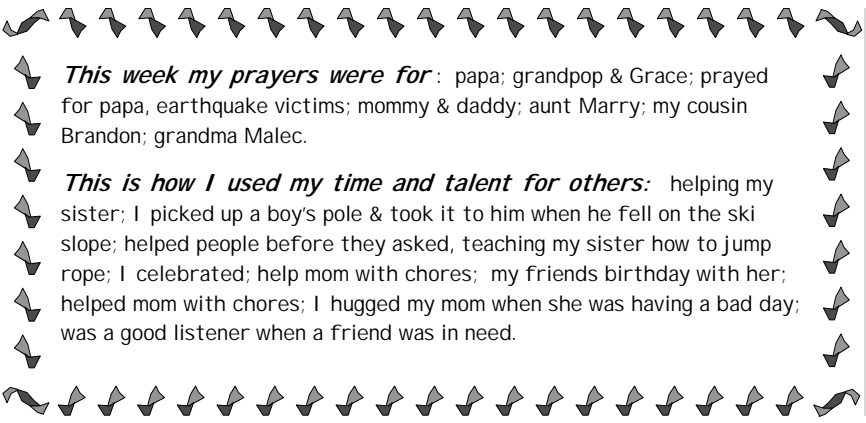 This week my prayers were for : papa; grandpop & Grace; prayed
for papa, earthquake victims; mommy & daddy; aunt Marry; my cousin
Brandon; grandma Malec.
This is how I used my time and talent for others: helping my
sister; I picked up a boy's pole & took it to him when he fell on the ski
slope; helped people before they asked, teaching my sister how to jump
rope; I celebrated; help mom with chores; my friends birthday with her;
helped mom with chores; I hugged my mom when she was having a bad day;
was a good listener when a friend was in need.